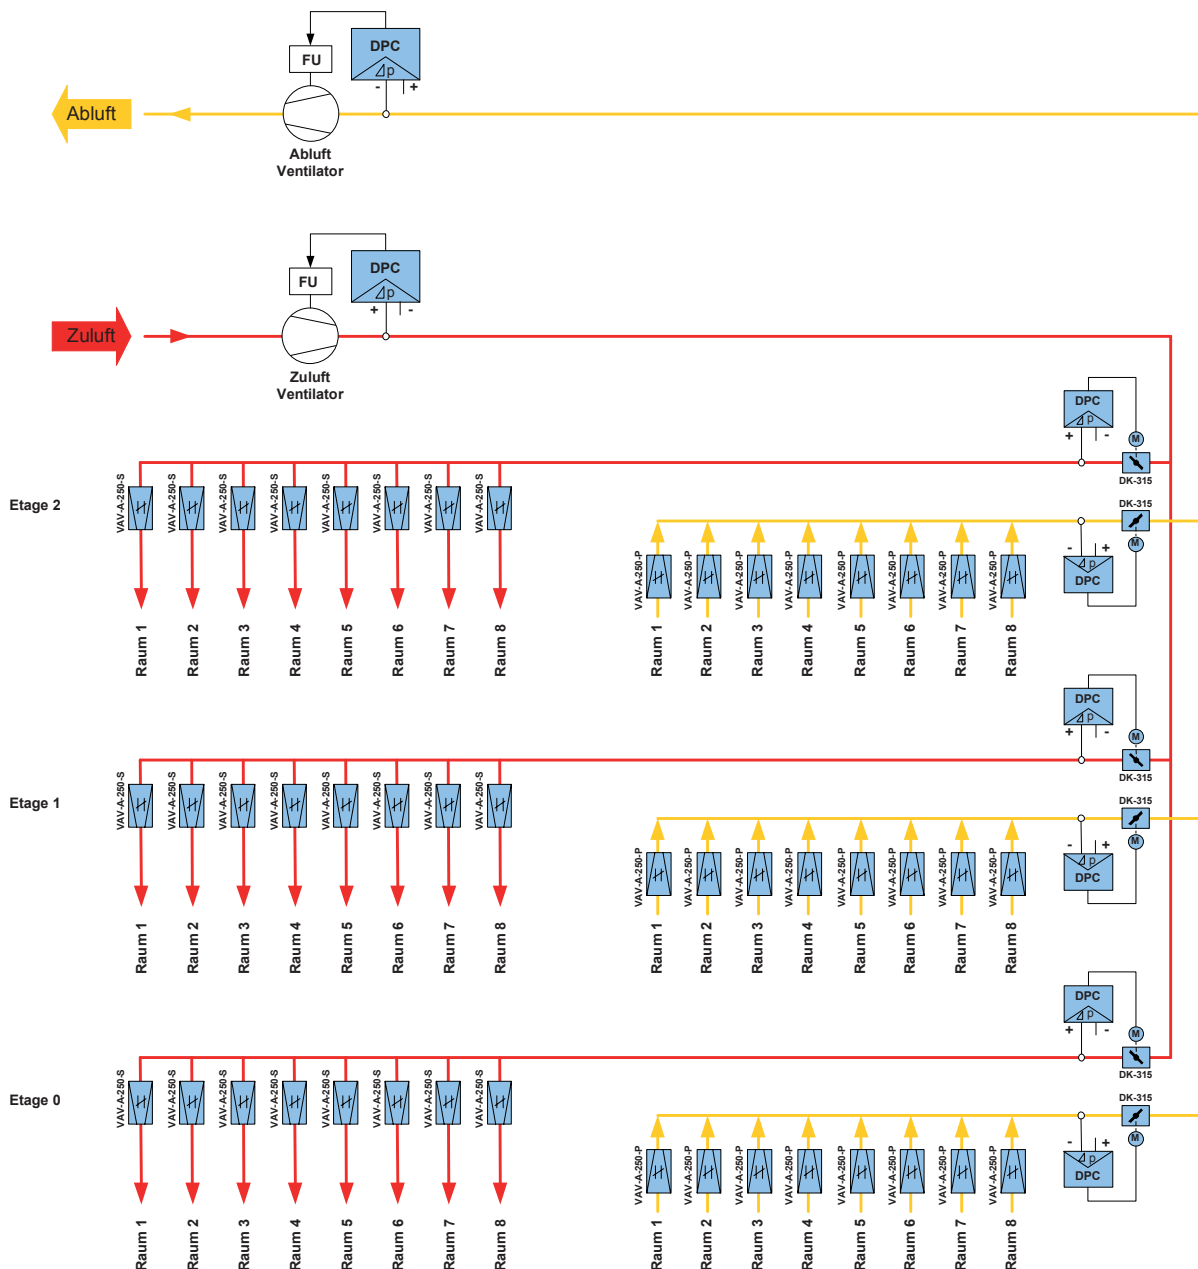 DPC
FU
Δp
- +
Abluft
Abluft
Ventilator
DPC
FU
Δp
+ -
Zuluft
Zuluft
Ventilator
DPC
Δp
+ -
M
DK-315
Etage 2
VAV-A-250-S VAV-A-250-S VAV-A-250-S VAV-A-250-S VAV-A-250-S VAV-A-250-S VAV-A-250-S VAV-A-250-S
Raum 1 Raum 2 Raum 3 Raum 4 Raum 5 Raum 6 Raum 7 Raum 8
DK-315
M
- +
Δp
DPC
VAV-A-250-P VAV-A-250-P VAV-A-250-P VAV-A-250-P VAV-A-250-P VAV-A-250-P VAV-A-250-P VAV-A-250-P
Raum 1 Raum 2 Raum 3 Raum 4 Raum 5 Raum 6 Raum 7 Raum 8
DPC
Δp
+ -
M
DK-315
Etage 1
VAV-A-250-S VAV-A-250-S VAV-A-250-S VAV-A-250-S VAV-A-250-S VAV-A-250-S VAV-A-250-S VAV-A-250-S
Raum 1 Raum 2 Raum 3 Raum 4 Raum 5 Raum 6 Raum 7 Raum 8
DK-315
M
- +
Δp
DPC
VAV-A-250-P VAV-A-250-P VAV-A-250-P VAV-A-250-P VAV-A-250-P VAV-A-250-P VAV-A-250-P VAV-A-250-P
Raum 1 Raum 2 Raum 3 Raum 4 Raum 5 Raum 6 Raum 7 Raum 8
DPC
Δp
+ -
M
DK-315
Etage 0
VAV-A-250-S VAV-A-250-S VAV-A-250-S VAV-A-250-S VAV-A-250-S VAV-A-250-S VAV-A-250-S VAV-A-250-S
Raum 1 Raum 2 Raum 3 Raum 4 Raum 5 Raum 6 Raum 7 Raum 8
DK-315
M
- +
Δp
DPC
VAV-A-250-P VAV-A-250-P VAV-A-250-P VAV-A-250-P VAV-A-250-P VAV-A-250-P VAV-A-250-P VAV-A-250-P
Raum 1 Raum 2 Raum 3 Raum 4 Raum 5 Raum 6 Raum 7 Raum 8